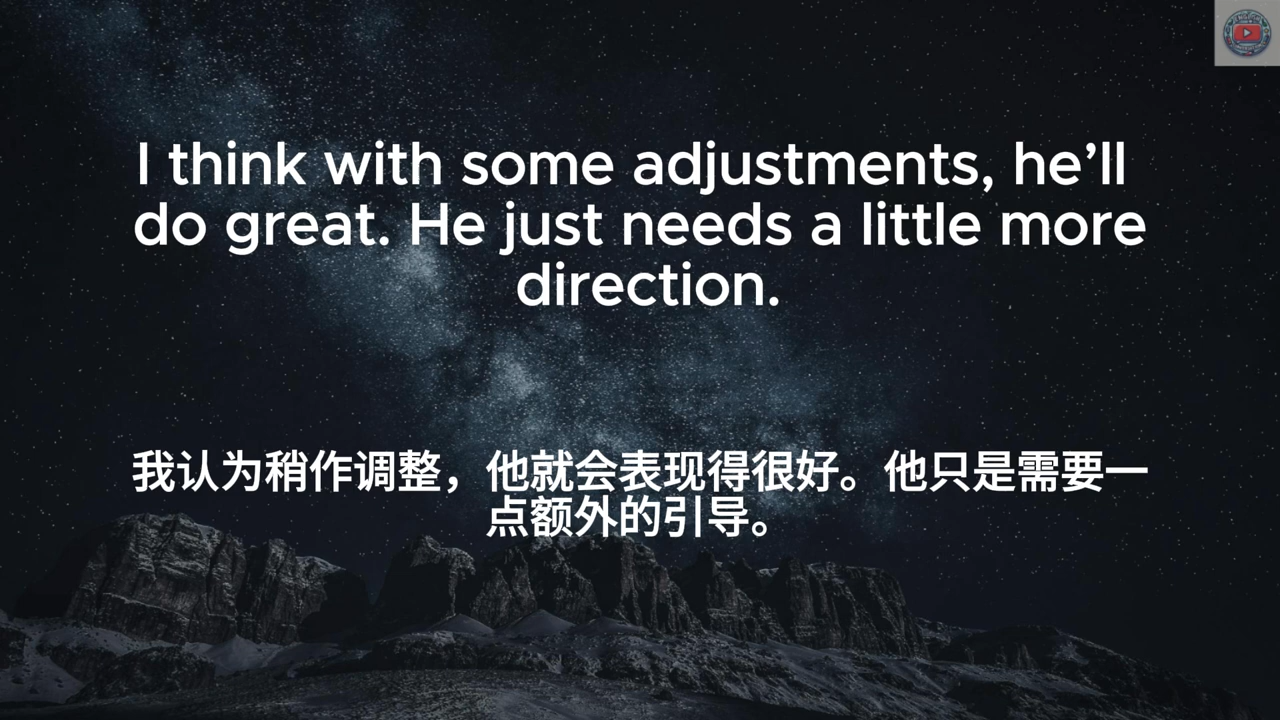 I think with some adjustments, he’ll
do great. He just needs a little more
direction.
我认为稍作调整，他就会表现得很好。他只是需要一
点额外的引导。